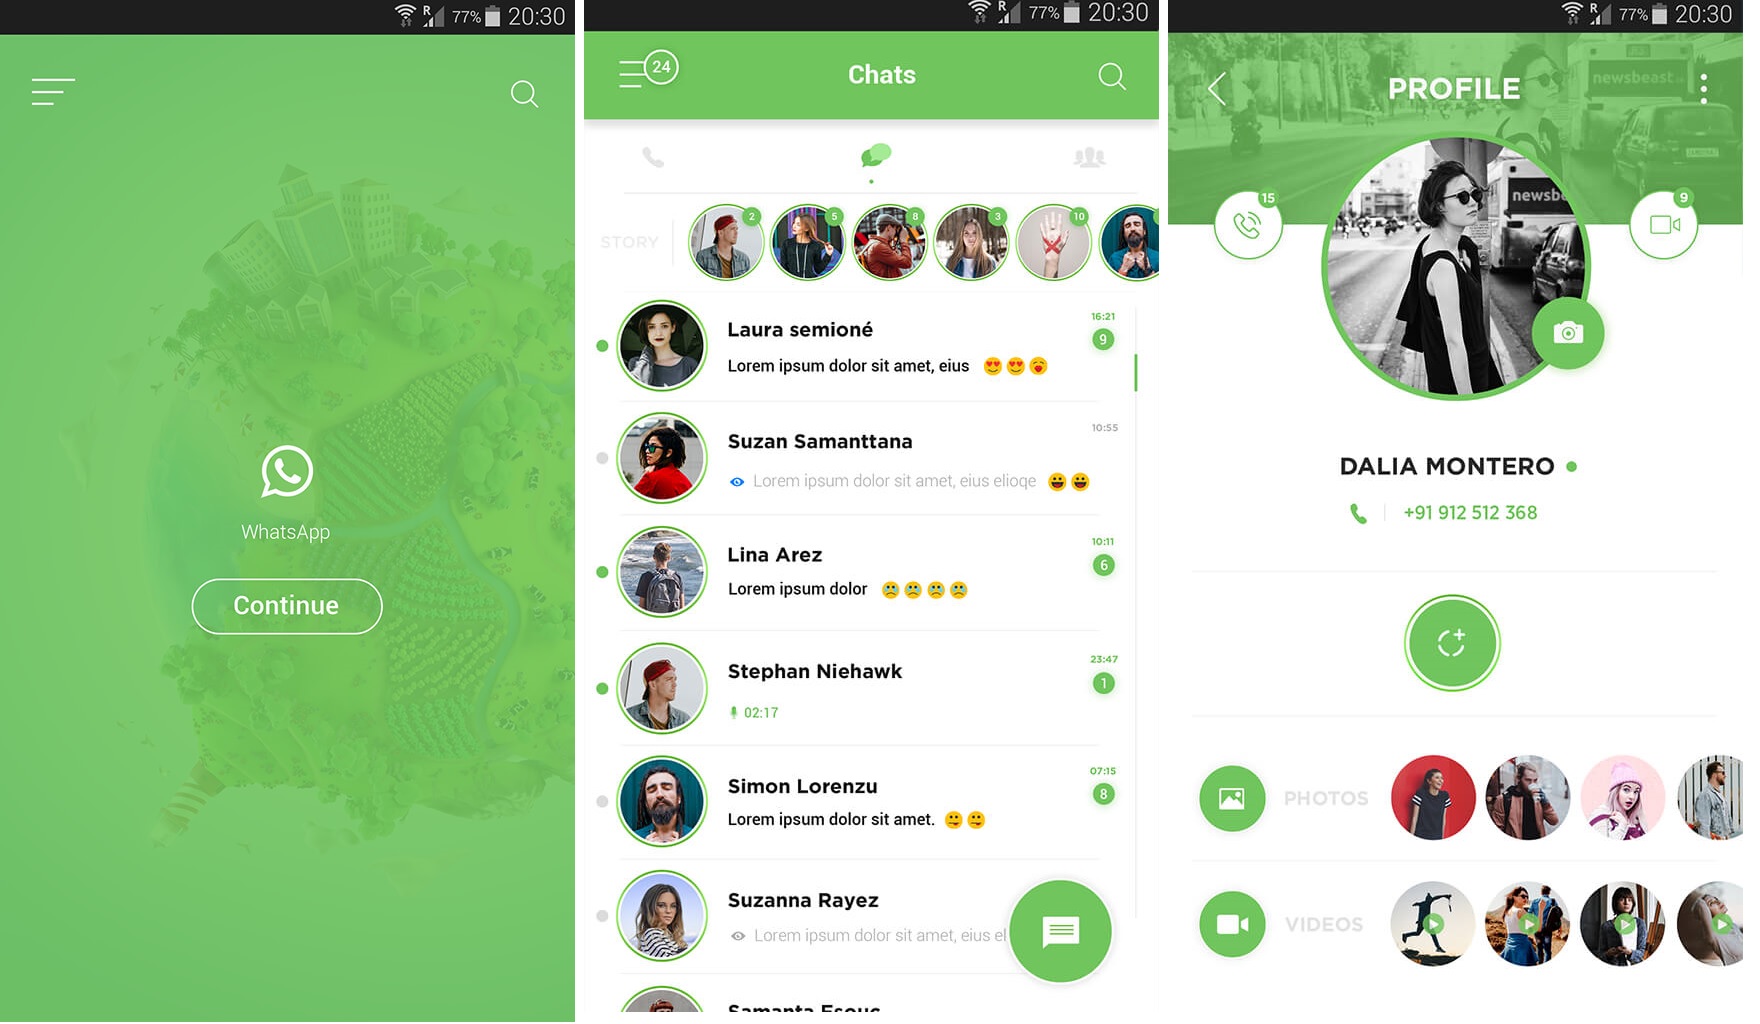 R 77% 20:30
WhatsApp
Continue
R 77% 20:30
24
Chats
STORY
2 5 8 3 10
Laura semioné
16:21
Lorem ipsum dolor sit amet, eius
9
Suzan Samanttana
10:55
Lorem ipsum dolor sit amet, eius elioqe
Lina Arez
10:11
Lorem ipsum dolor
6
Stephan Niehawk
23:47
1
02:17
Simon Lorenzu
07:15
8
Lorem ipsum dolor sit amet.
Suzanna Rayez
Lorem ipsum dolor sit amet, eius el
Samanta Esouc
R 77% 20:30
newsbeast
PROFILE
newsbe
15
9
DALIA MONTERO
+91 912 512 368
PHOTOS
VIDEOS